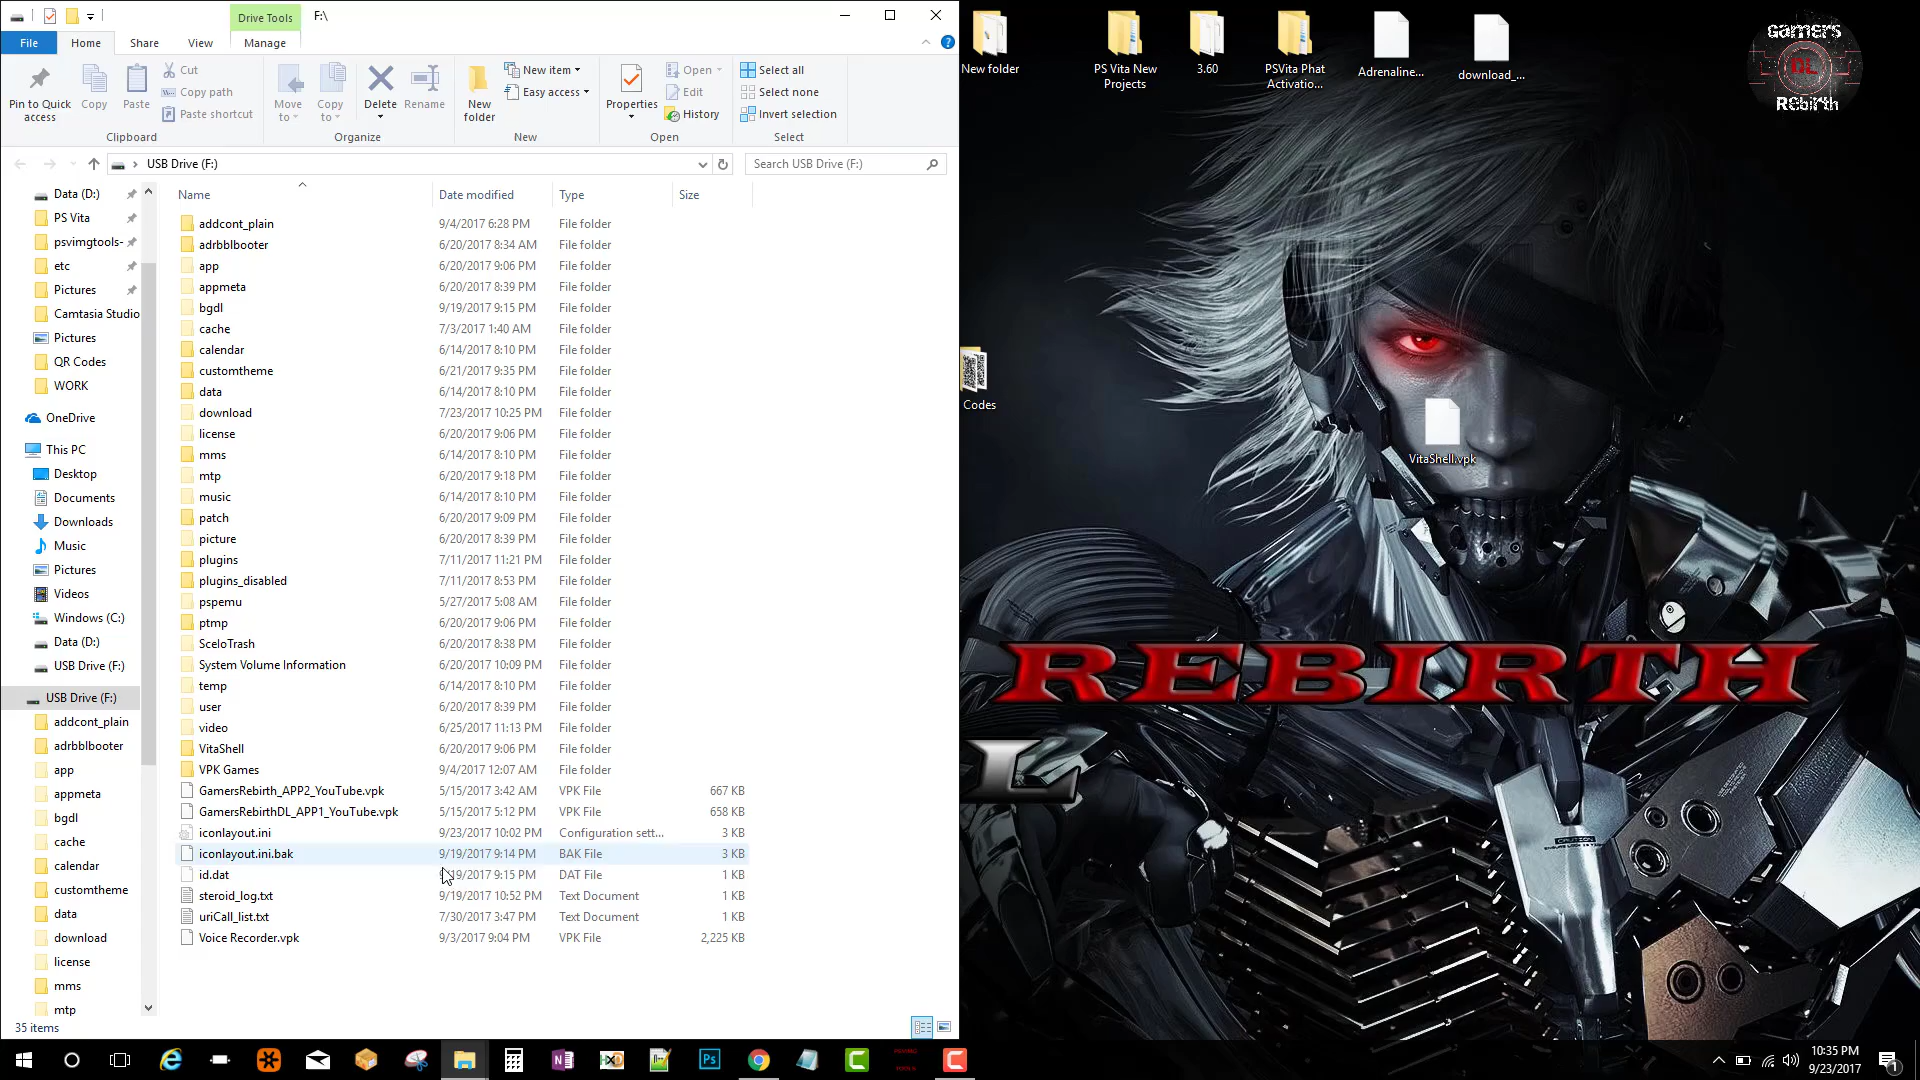 Drive Tools
F:\
File
Home
Share
View
Manage
Pin to Quick access
Copy
Paste
Cut
Copy path
Paste shortcut
Clipboard
Move to
Copy to
Delete
Rename
Organize
New folder
New item
Easy access
New
Properties
Open
Edit
History
Open
Select all
Select none
Invert selection
Select
USB Drive (F:)
Search USB Drive (F:)
Data (D:)
PS Vita
psvimgtools-
etc
Pictures
Camtasia Studio
Pictures
QR Codes
WORK
OneDrive
This PC
Desktop
Documents
Downloads
Music
Pictures
Videos
Windows (C:)
Data (D:)
USB Drive (F:)
USB Drive (F:)
addcont_plain
adrbblbooter
app
appmeta
bgdl
cache
calendar
customtheme
data
download
license
mms
mtp
Name Date modified Type Size
addcont_plain 9/4/2017 6:28 PM File folder
adrbblbooter 6/20/2017 8:34 AM File folder
app 6/20/2017 9:06 PM File folder
appmeta 6/20/2017 8:39 PM File folder
bgdl 9/19/2017 9:15 PM File folder
cache 7/3/2017 1:40 AM File folder
calendar 6/14/2017 8:10 PM File folder
customtheme 6/21/2017 9:35 PM File folder
data 6/14/2017 8:10 PM File folder
download 7/23/2017 10:25 PM File folder
license 6/20/2017 9:06 PM File folder
mms 6/14/2017 8:10 PM File folder
mtp 6/20/2017 9:18 PM File folder
music 6/14/2017 8:10 PM File folder
patch 6/20/2017 9:09 PM File folder
picture 6/20/2017 8:39 PM File folder
plugins 7/11/2017 11:21 PM File folder
plugins_disabled 7/11/2017 8:53 PM File folder
pspemu 5/27/2017 5:08 AM File folder
ptmp 6/20/2017 9:06 PM File folder
SceIoTrash 6/20/2017 8:38 PM File folder
System Volume Information 6/20/2017 10:09 PM File folder
temp 6/14/2017 8:10 PM File folder
user 6/20/2017 8:39 PM File folder
video 6/25/2017 11:13 PM File folder
VitaShell 6/20/2017 9:06 PM File folder
VPK Games 9/4/2017 12:07 AM File folder
GamersRebirth_APP2_YouTube.vpk 5/15/2017 3:42 AM VPK File 667 KB
GamersRebirthDL_APP1_YouTube.vpk 5/15/2017 5:12 PM VPK File 658 KB
iconlayout.ini 9/23/2017 10:02 PM Configuration sett... 3 KB
iconlayout.ini.bak 9/19/2017 9:14 PM BAK File 3 KB
id.dat 9/19/2017 9:15 PM DAT File 1 KB
steroid_log.txt 9/19/2017 10:52 PM Text Document 1 KB
uriCall_list.txt 7/30/2017 3:47 PM Text Document 1 KB
Voice Recorder.vpk 9/3/2017 9:04 PM VPK File 2,225 KB
35 items
New folder
PS Vita New Projects
3.60
PSVita Phat Activatio...
Adrenaline...
download_...
Codes
VitaShell.vpk
Gamers
DL
REbirth
REBIRTH
L
10:35 PM
9/23/2017
1